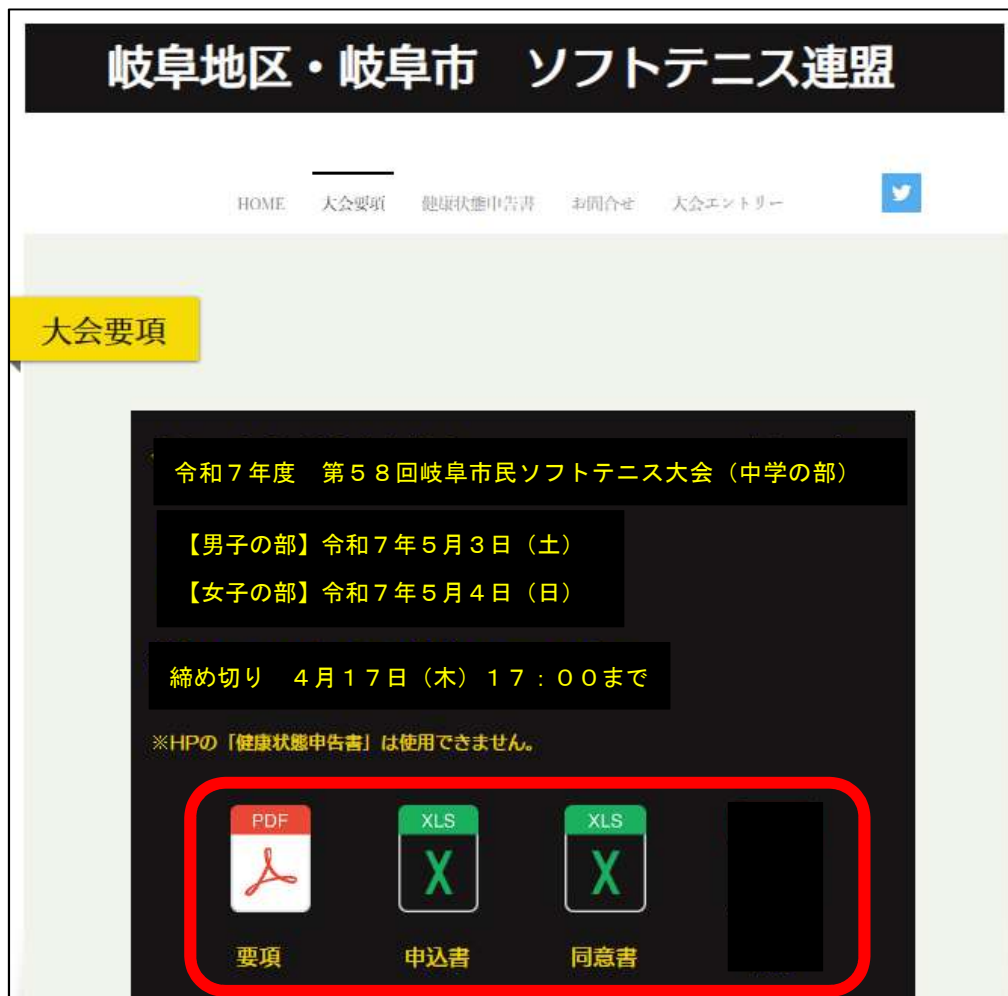 岐阜地区・岐阜市　ソフトテニス連盟
HOME　大会要項　健康状態申告書　お問合せ　大会エントリー
大会要項
令和７年度　第５８回岐阜市民ソフトテニス大会（中学の部）
【男子の部】令和７年５月３日（土）
【女子の部】令和７年５月４日（日）
締め切り　４月１７日（木）１７：００まで
※HPの「健康状態申告書」は使用できません。
PDF　XLS　XLS
要項　申込書　同意書